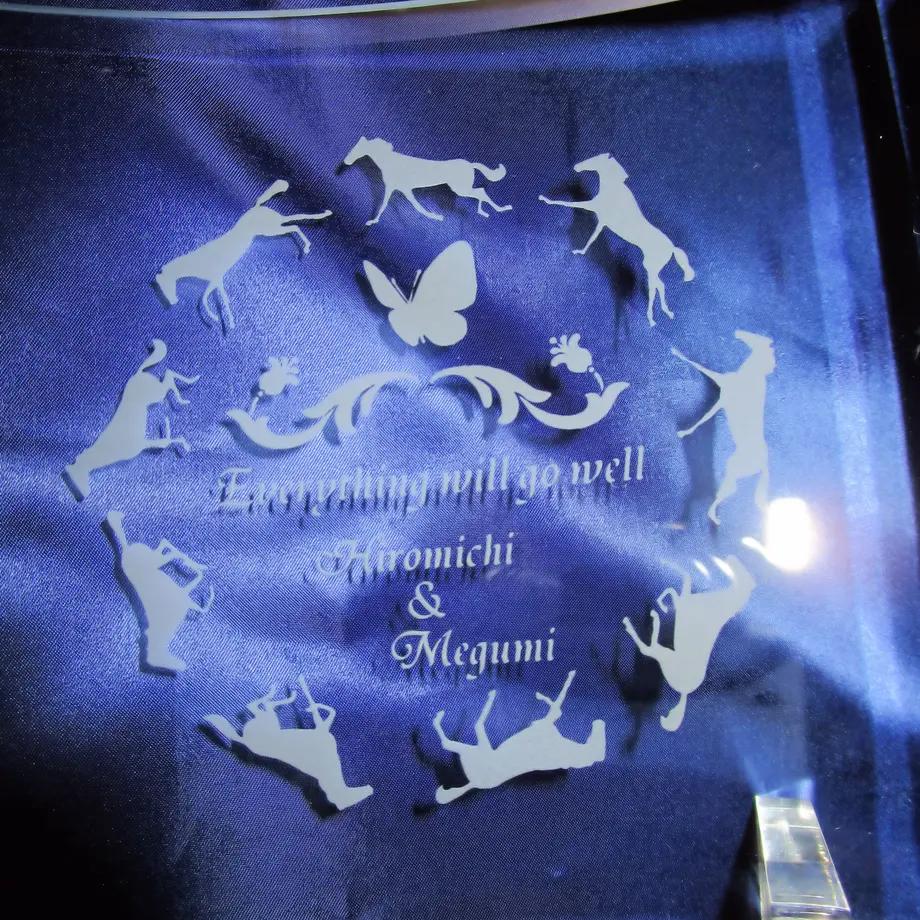 Everything will go well
Hiromichi
&
Megumi